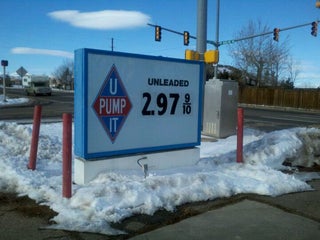 U
PUMP
IT
UNLEADED
2.97 9/10